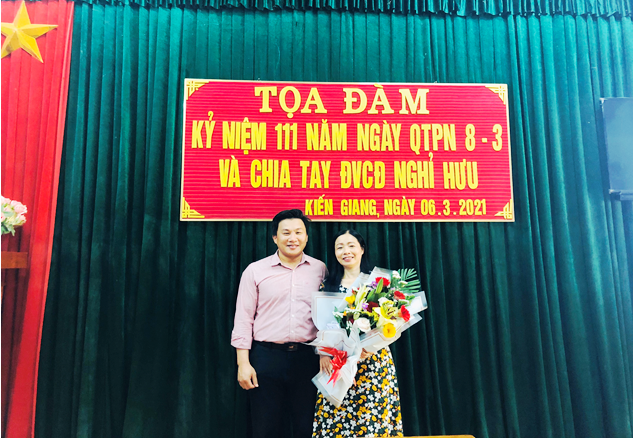 TỌA ĐÀM
KỶ NIỆM 111 NĂM NGÀY QTPN 8 - 3
VÀ CHIA TAY ĐVCĐ NGHỈ HƯU
KIẾN GIANG, NGÀY 06.3.2021